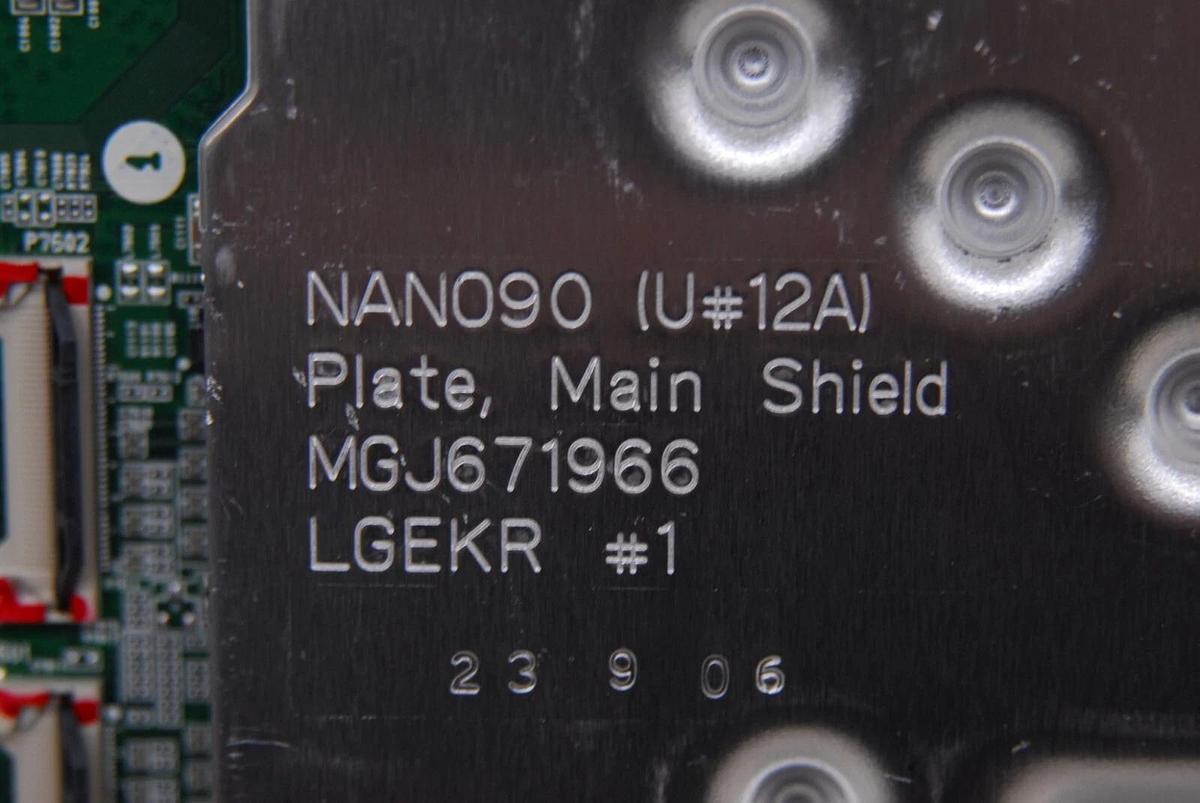 P7602
NANO90 (U#12A)
Plate, Main Shield
MGJ671966
LGEKR #1
23 9 06